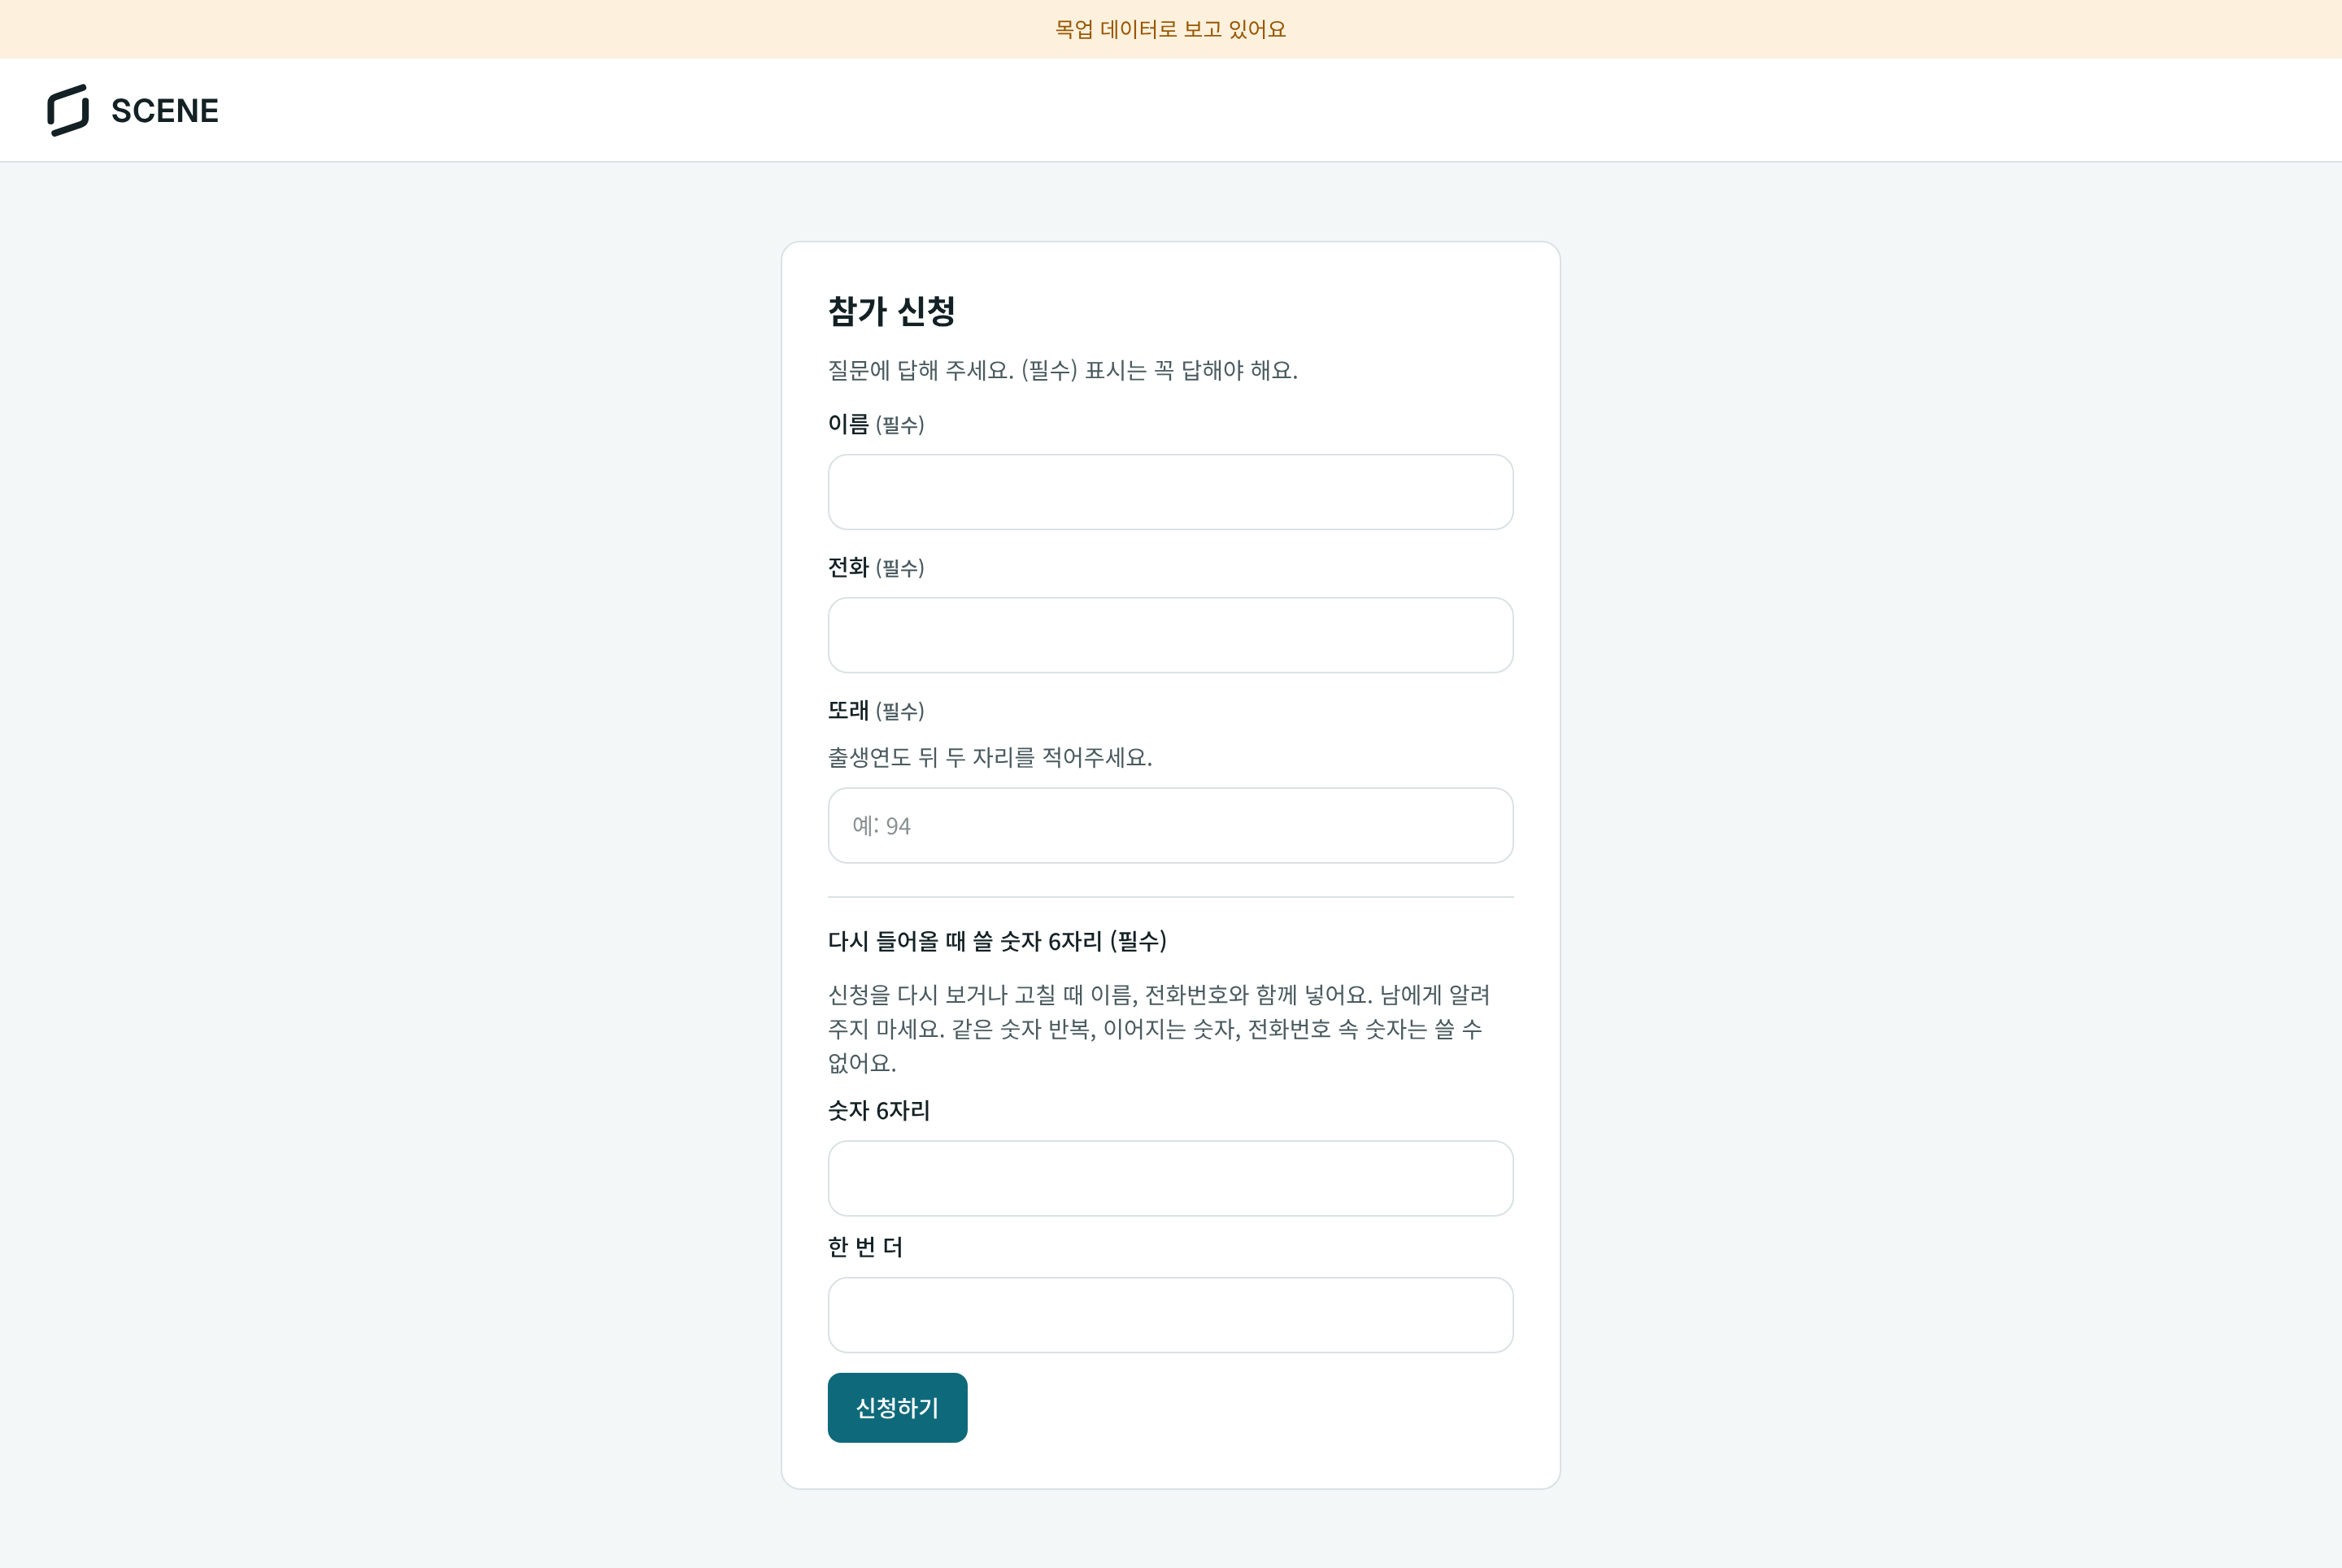 목업 데이터로 보고 있어요
SCENE
참가 신청
질문에 답해 주세요. (필수) 표시는 꼭 답해야 해요.
이름 (필수)
전화 (필수)
또래 (필수)
출생연도 뒤 두 자리를 적어주세요.
예: 94
다시 들어올 때 쓸 숫자 6자리 (필수)
신청을 다시 보거나 고칠 때 이름, 전화번호와 함께 넣어요. 남에게 알려
주지 마세요. 같은 숫자 반복, 이어지는 숫자, 전화번호 속 숫자는 쓸 수
없어요.
숫자 6자리
한 번 더
신청하기